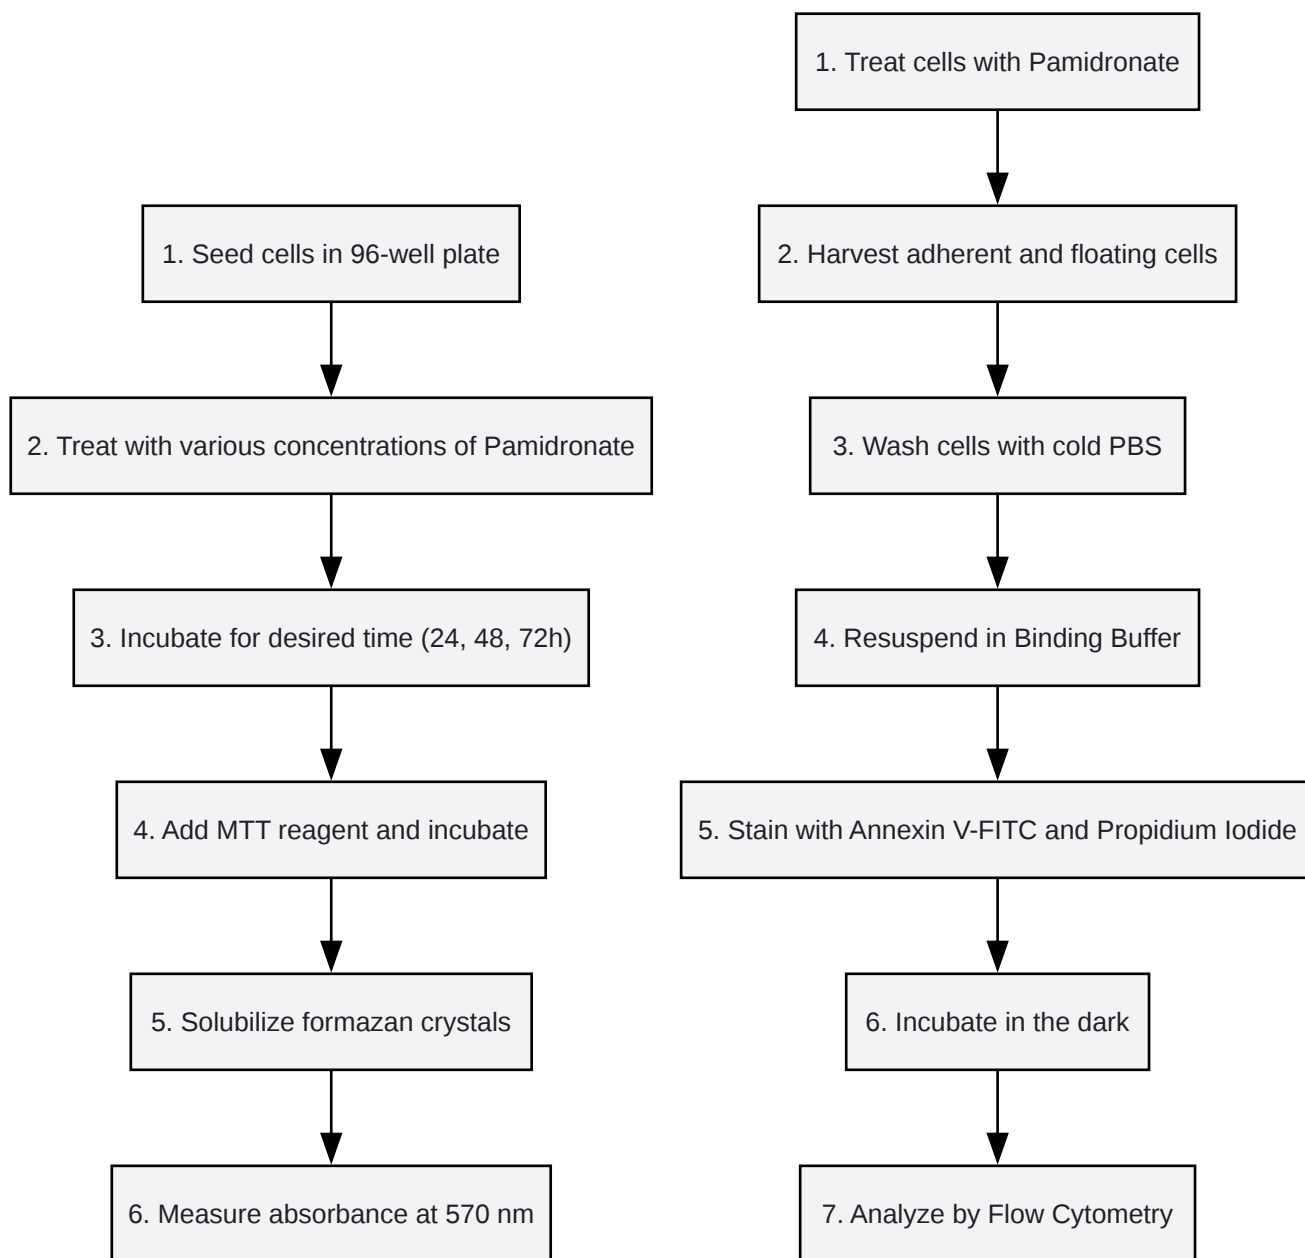 1. Seed cells in 96-well plate
2. Treat with various concentrations of Pamidronate
3. Incubate for desired time (24, 48, 72h)
4. Add MTT reagent and incubate
5. Solubilize formazan crystals
6. Measure absorbance at 570 nm
1. Treat cells with Pamidronate
2. Harvest adherent and floating cells
3. Wash cells with cold PBS
4. Resuspend in Binding Buffer
5. Stain with Annexin V-FITC and Propidium Iodide
6. Incubate in the dark
7. Analyze by Flow Cytometry